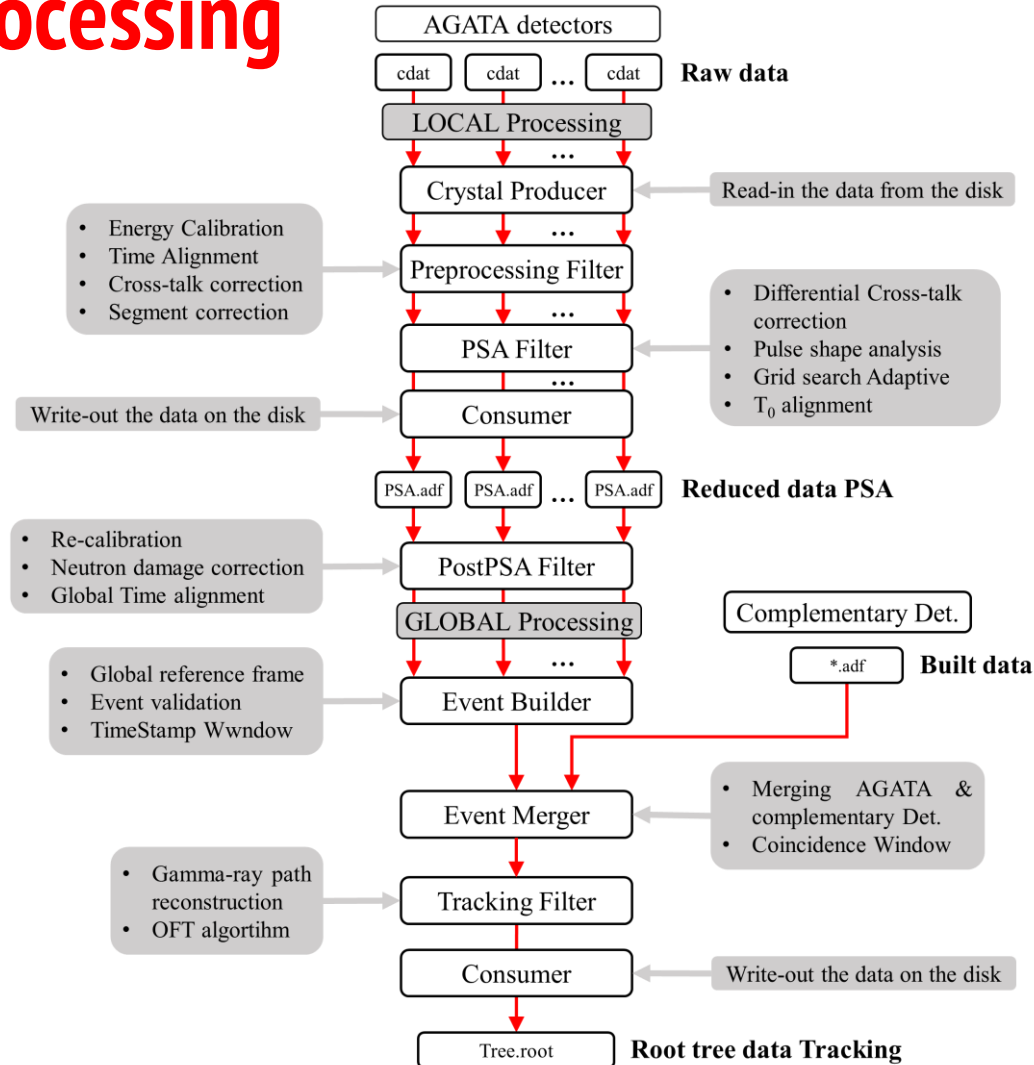 ocessing
AGATA detectors
cdat cdat ... cdat Raw data
LOCAL Processing
...
Crystal Producer
Read-in the data from the disk
...
• Energy Calibration
• Time Alignment
• Cross-talk correction
• Segment correction
Preprocessing Filter
...
• Differential Cross-talk
correction
• Pulse shape analysis
• Grid search Adaptive
• T0 alignment
PSA Filter
...
Write-out the data on the disk
Consumer
PSA.adf PSA.adf ... PSA.adf Reduced data PSA
• Re-calibration
• Neutron damage correction
• Global Time alignment
PostPSA Filter
GLOBAL Processing
Complementary Det.
...
*.adf Built data
• Global reference frame
• Event validation
• TimeStamp Wwndow
Event Builder
Event Merger
• Merging AGATA &
complementary Det.
• Coincidence Window
• Gamma-ray path
reconstruction
• OFT algortihm
Tracking Filter
Consumer
Write-out the data on the disk
Tree.root Root tree data Tracking